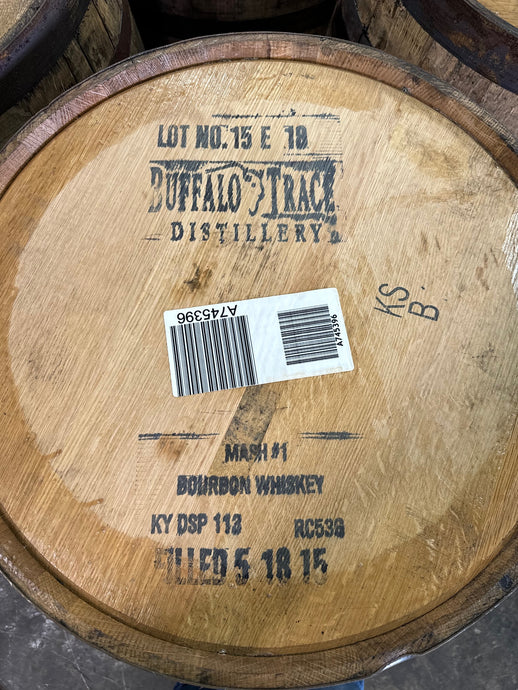 LOT NO. 15 E 18
BUFFALO TRACE
DISTILLERY
KS
B.
A745396
A745396
MASH #1
BOURBON WHISKEY
KY DSP 113 RC53G
FILLED 5 18 15